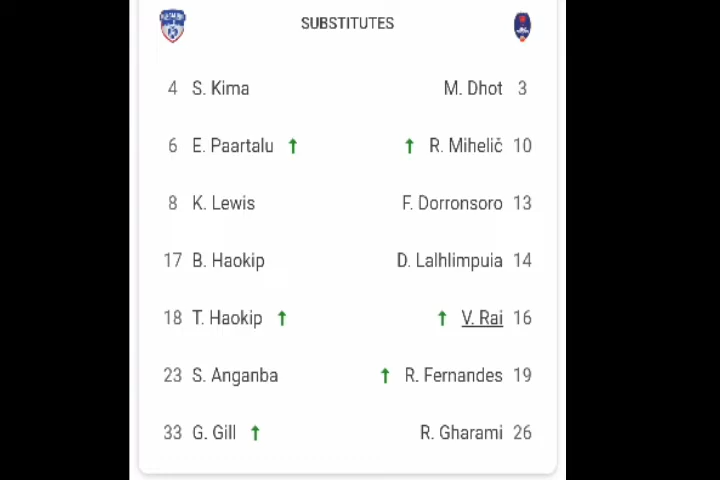 SUBSTITUTES
4 S. Kima M. Dhot 3
6 E. Paartalu ↑ ↑ R. Mihelič 10
8 K. Lewis F. Dorronsoro 13
17 B. Haokip D. Lalhlimpuia 14
18 T. Haokip ↑ ↑ V. Rai 16
23 S. Anganba ↑ R. Fernandes 19
33 G. Gill ↑ R. Gharami 26